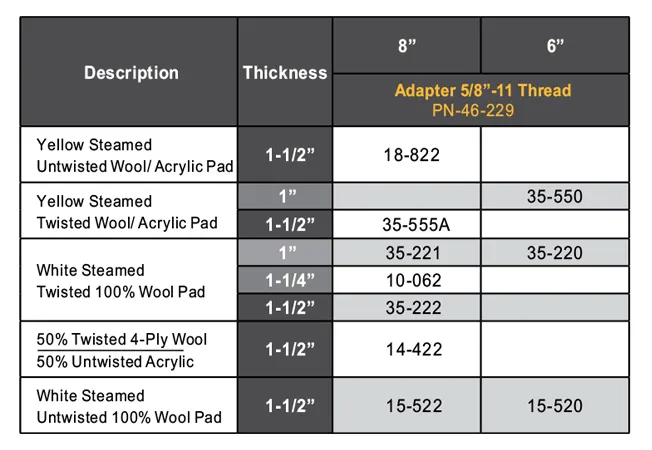 Description Thickness 8” 6”
Adapter 5/8”-11 Thread
PN-46-229
Yellow Steamed
Untwisted Wool/ Acrylic Pad 1-1/2” 18-822
Yellow Steamed
Twisted Wool/ Acrylic Pad
1” 35-550
1-1/2” 35-555A
White Steamed
Twisted 100% Wool Pad
1” 35-221 35-220
1-1/4” 10-062
1-1/2” 35-222
50% Twisted 4-Ply Wool
50% Untwisted Acrylic 1-1/2” 14-422
White Steamed
Untwisted 100% Wool Pad 1-1/2” 15-522 15-520